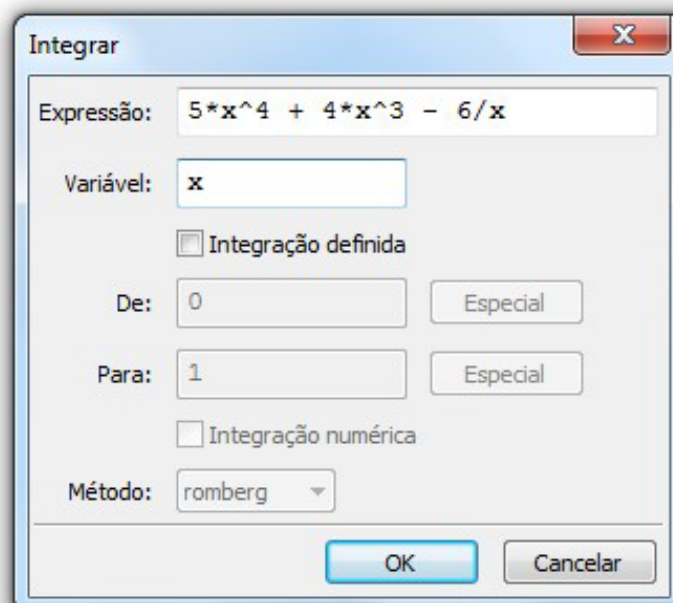 Integrar
Expressão: 5*x^4 + 4*x^3 - 6/x
Variável: x
Integração definida
De: 0 Especial
Para: 1 Especial
Integração numérica
Método: romberg
OK Cancelar